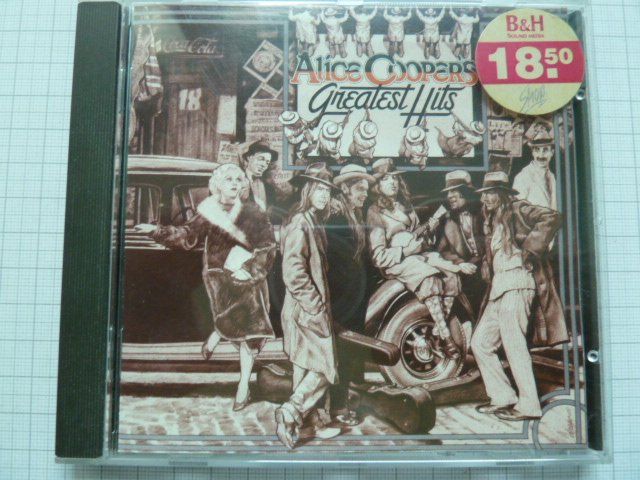 B&H
SOUND MEDIA
18.50
Alice Cooper's
Greatest Hits
Coca-Cola
18